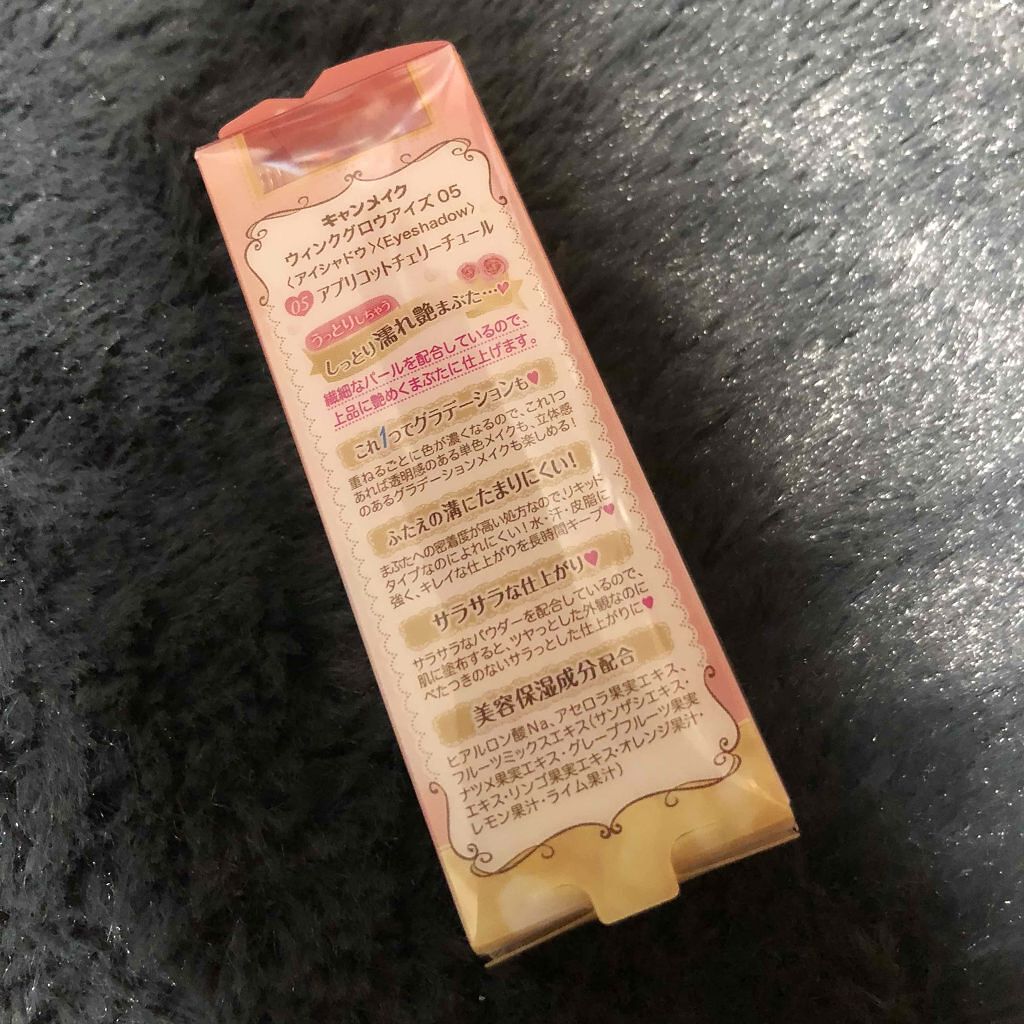 キャンメイク
ウィンクグロウアイズ 05
〈アイシャドウ〉〈Eyeshadow〉
05 アプリコットチェリーチュール
うっとりしちゃう
しっとり濡れ艶まぶた…♥
繊細なパールを配合しているので、
上品に艶めくまぶたに仕上げます。
これ1つでグラデーションも♥
重ねるごとに色が濃くなるので、これ1つ
あれば透明感のある単色メイクも、立体感
のあるグラデーションメイクも楽しめる!
ふたえの溝にたまりにくい!
まぶたへの密着度が高い処方なので、リキッド
タイプなのによれにくい!水・汗・皮脂に
強く、キレイな仕上がりを長時間キープ♥
サラサラな仕上がり♥
サラサラなパウダーを配合しているので、
肌に塗布すると、ツヤっとした外観なのに
べたつきのないサラっとした仕上がりに♥
美容保湿成分配合
ヒアルロン酸Na、アセロラ果実エキス、
フルーツミックスエキス(サンザシエキス・
ナツメ果実エキス・グレープフルーツ果実
エキス・リンゴ果実エキス・オレンジ果汁・
レモン果汁・ライム果汁)